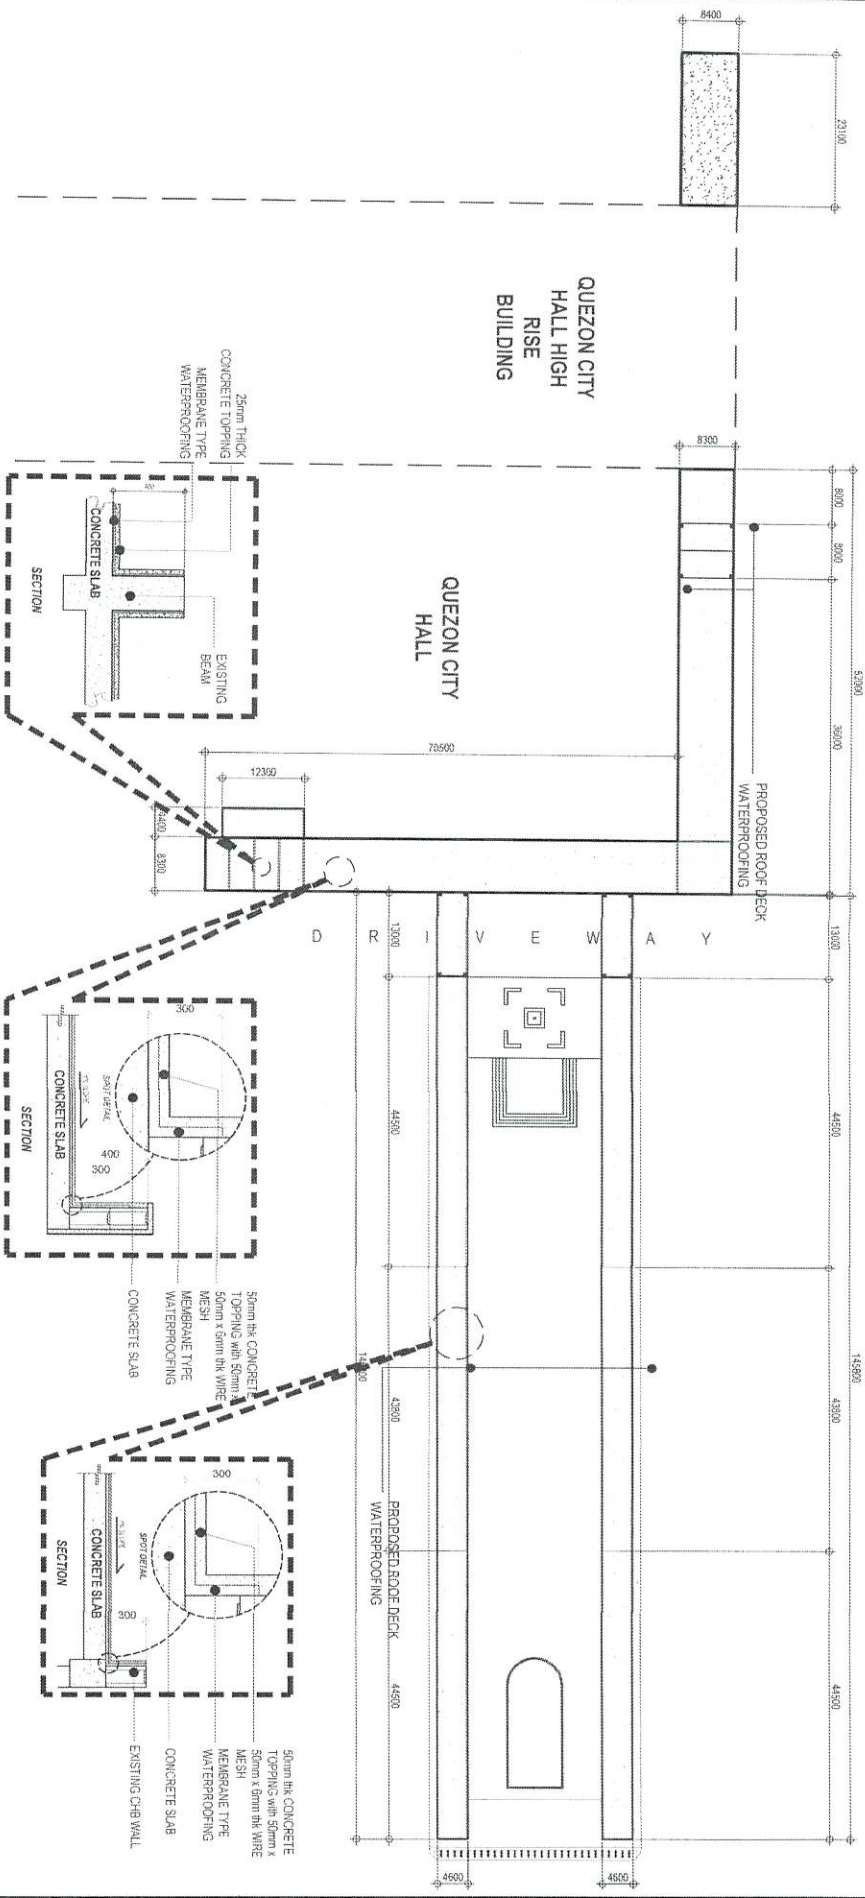 8400
23100
QUEZON CITY
HALL HIGH
RISE
BUILDING
8300
8000
8000
36000
52000
PROPOSED ROOF DECK
WATERPROOFING
QUEZON CITY
HALL
70500
12300
8300
25mm THICK
CONCRETE TOPPING
MEMBRANE TYPE
WATERPROOFING
CONCRETE SLAB
EXISTING
BEAM
SECTION
D R I V E W A Y
13000
44500
43800
44500
145800
13000
44500
43800
44500
PROPOSED ROOF DECK
WATERPROOFING
4600
4600
300
SPOT DETAIL
400
300
CONCRETE SLAB
SECTION
50mm thk CONCRETE
TOPPING with 50mm x
50mm x 6mm thk WIRE
MESH
MEMBRANE TYPE
WATERPROOFING
CONCRETE SLAB
300
SPOT DETAIL
300
CONCRETE SLAB
SECTION
50mm thk CONCRETE
TOPPING with 50mm x
50mm x 6mm thk WIRE
MESH
MEMBRANE TYPE
WATERPROOFING
CONCRETE SLAB
EXISTING CHB WALL